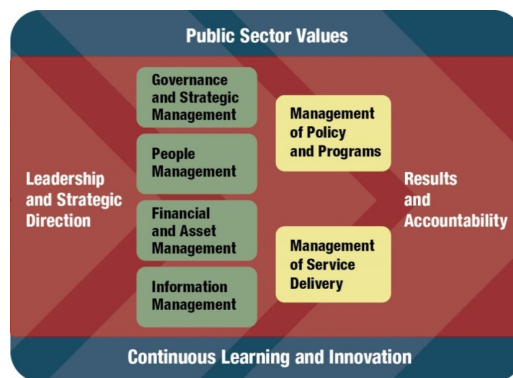 Public Sector Values
Leadership
and Strategic
Direction
Governance
and Strategic
Management
People
Management
Financial
and Asset
Management
Information
Management
Management
of Policy
and Programs
Management
of Service
Delivery
Results
and
Accountability
Continuous Learning and Innovation